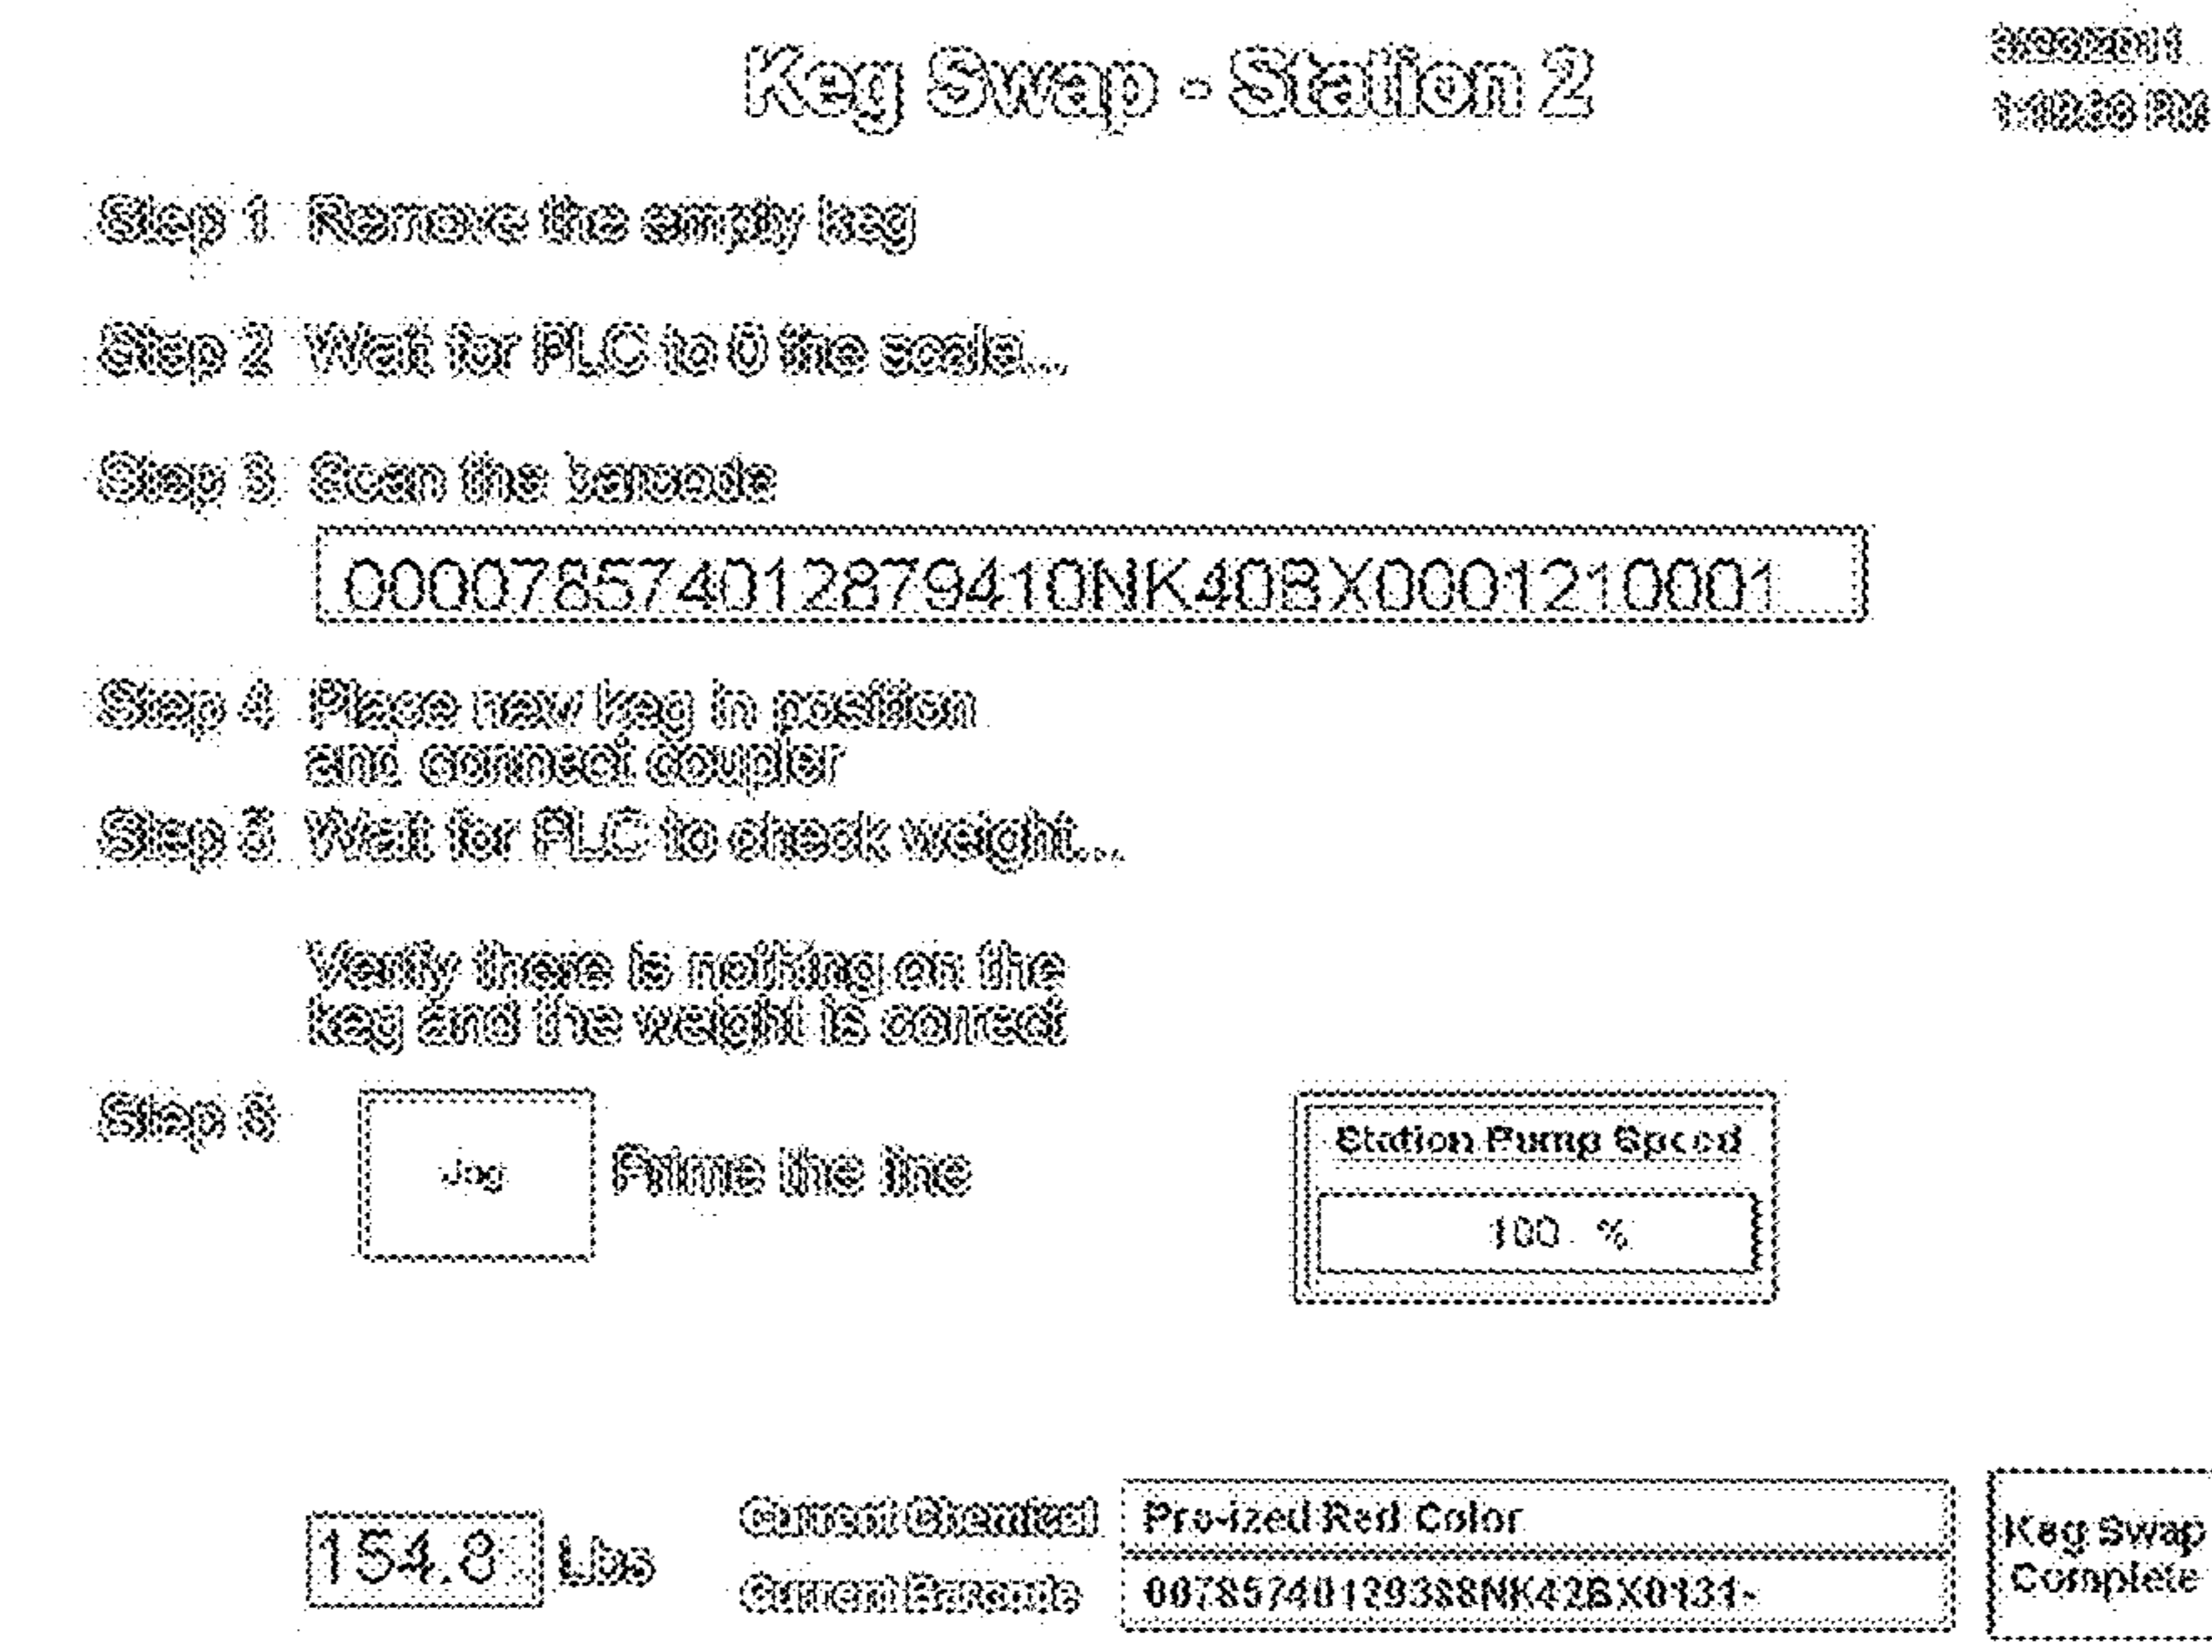 Keg Swap - Station 2
PM
Step 1 Remove the empty keg
Step 2 Wait for PLC to 0 the scale...
Step 3 Scan the barcode
000078574012879410NK40BX0001210001
Step 4 Place new keg in position
and connect coupler
Step 5 Wait for PLC to check weight...
Verify there is nothing on the
keg and the weight is correct
Step 6
Jog Prime the line
Station Pump Speed
100 %
154.8 Lbs
Current Chemical Pro-ized Red Color
Current Barcode
Keg Swap
Complete